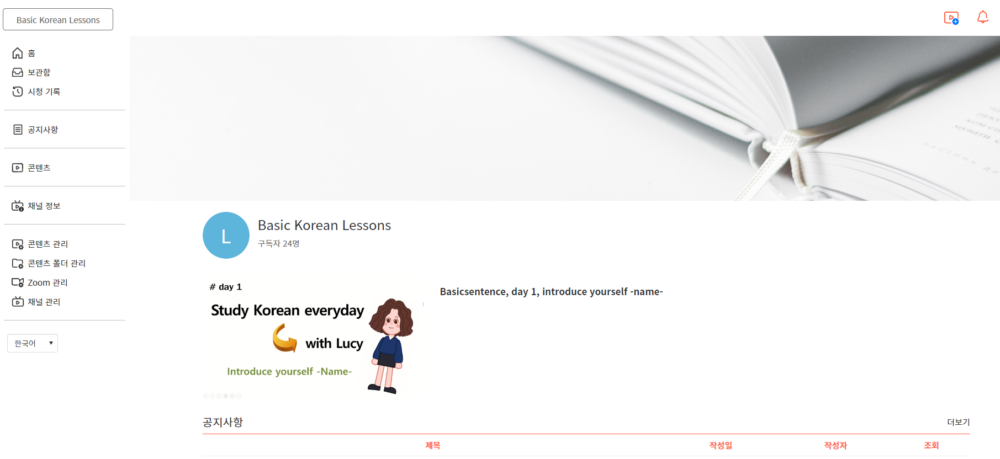 Basic Korean Lessons
홈
보관함
시청 기록
공지사항
콘텐츠
채널 정보
콘텐츠 관리
콘텐츠 폴더 관리
Zoom 관리
채널 관리
한국어
ЧАСТИНА ДР
L
Basic Korean Lessons
구독자 24명
# day 1
Study Korean everyday
with Lucy
Introduce yourself -Name-
Basicsentence, day 1, introduce yourself -name-
공지사항
더보기
제목 작성일 작성자 조회